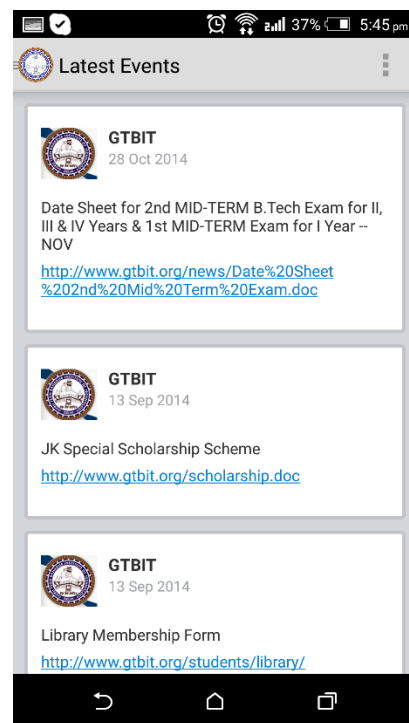 37% 5:45 pm
Latest Events
GTBIT
28 Oct 2014
Date Sheet for 2nd MID-TERM B.Tech Exam for II,
III & IV Years & 1st MID-TERM Exam for I Year --
NOV
http://www.gtbit.org/news/Date%20Sheet
%202nd%20Mid%20Term%20Exam.doc
GTBIT
13 Sep 2014
JK Special Scholarship Scheme
http://www.gtbit.org/scholarship.doc
GTBIT
13 Sep 2014
Library Membership Form
http://www.gtbit.org/students/library/